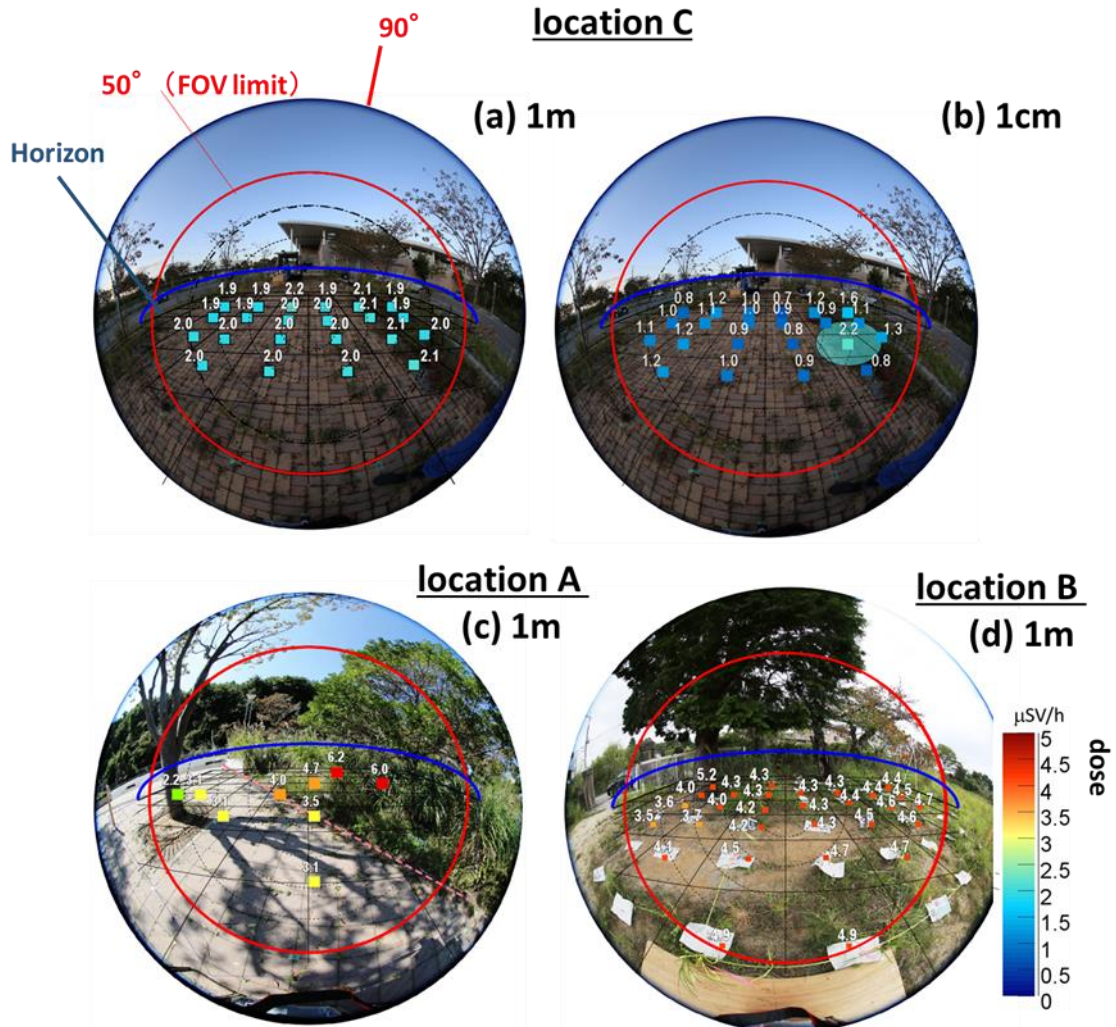 location C
90°
50° （FOV limit)
(a) 1m
(b) 1cm
Horizon
1.9 1.9 2.2 2.0 2.1 1.9
1.9 1.9 2.0 2.0 2.1 1.9
2.0 2.0 2.0 2.0 2.1 2.0
2.0 2.0 2.0 2.1
0.8 1.2 1.0 0.7 1.2 1.6
1.0 1.1 1.0 0.9 0.9 1.1
1.1 1.2 0.9 0.8 2.2 1.3
1.2 1.0 0.9 0.8
location A
(c) 1m
location B
(d) 1m
6.2
2.2 4.0 4.7 6.0
3.1 3.5
3.1
5.2 4.3 4.3 4.3 4.3 4.4
4.0 4.3 4.4 4.5
3.6 4.0 4.2 4.3 4.6 4.7
3.5 3.7 4.2 4.3 4.5 4.6
4.1 4.5 4.7 4.7
4.9 4.9
μSV/h
dose
5
4.5
4
3.5
3
2.5
2
1.5
1
0.5
0